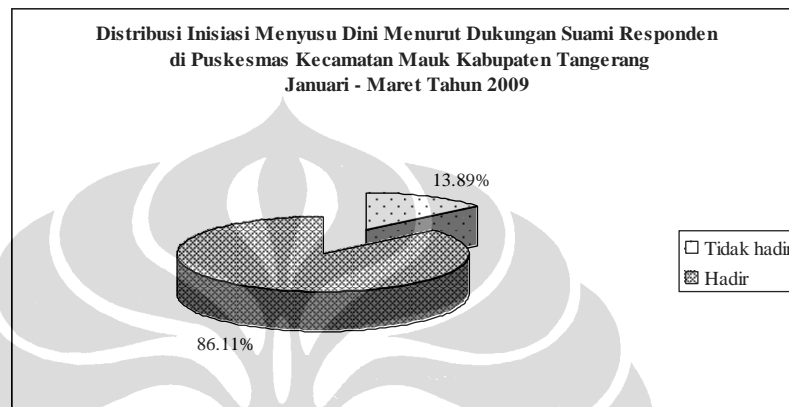 Distribusi Inisiasi Menyusu Dini Menurut Dukungan Suami Responden
di Puskesmas Kecamatan Mauk Kabupaten Tangerang
Januari - Maret Tahun 2009
13.89%
Tidak hadir
Hadir
86.11%